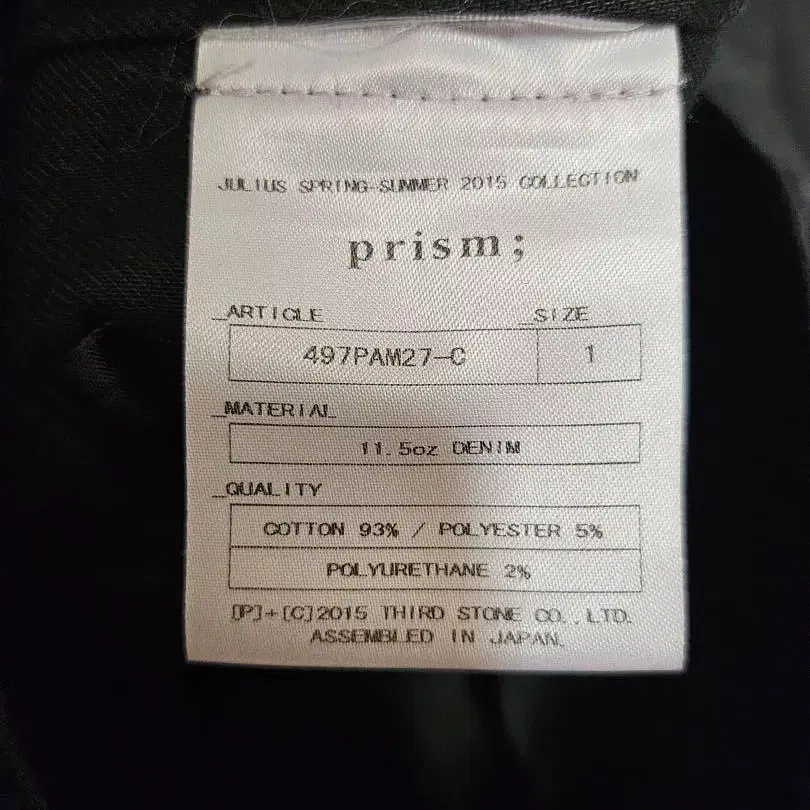 JULIUS SPRING-SUMMER 2015 COLLECTION
prism;
_ARTICLE _SIZE
497PAM27-C 1
_MATERIAL
11.5oz DENIM
_QUALITY
COTTON 93% / POLYESTER 5%
POLYURETHANE 2%
[P]+[C]2015 THIRD STONE CO.,LTD.
ASSEMBLED IN JAPAN.